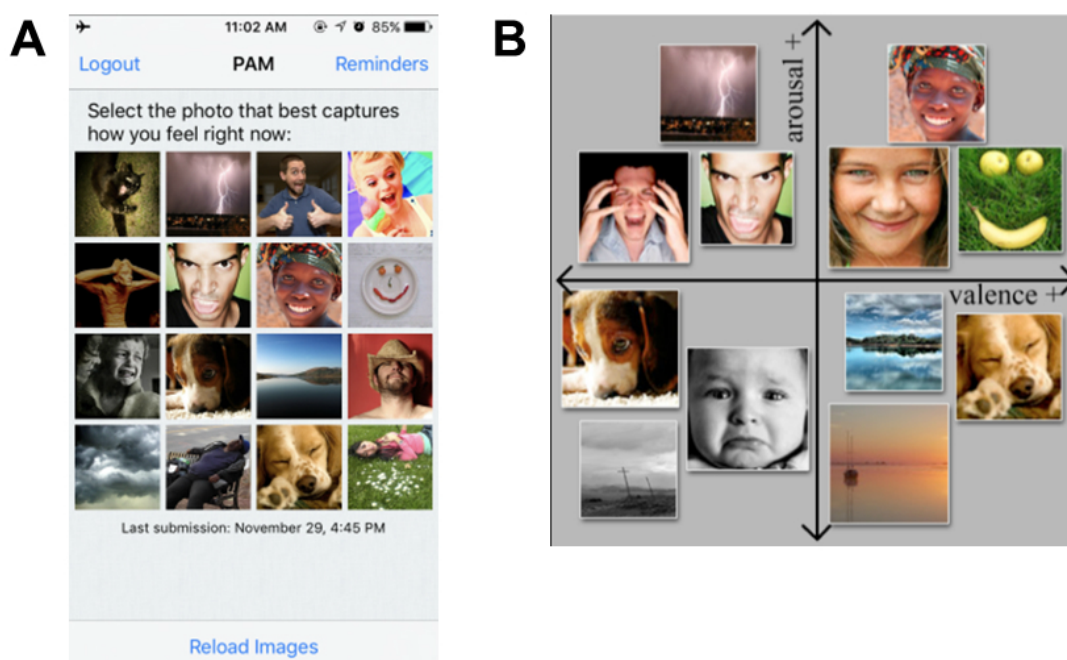 A
11:02 AM 85%
Logout PAM Reminders
Select the photo that best captures
how you feel right now:
Last submission: November 29, 4:45 PM
Reload Images
B
arousal +
valence +